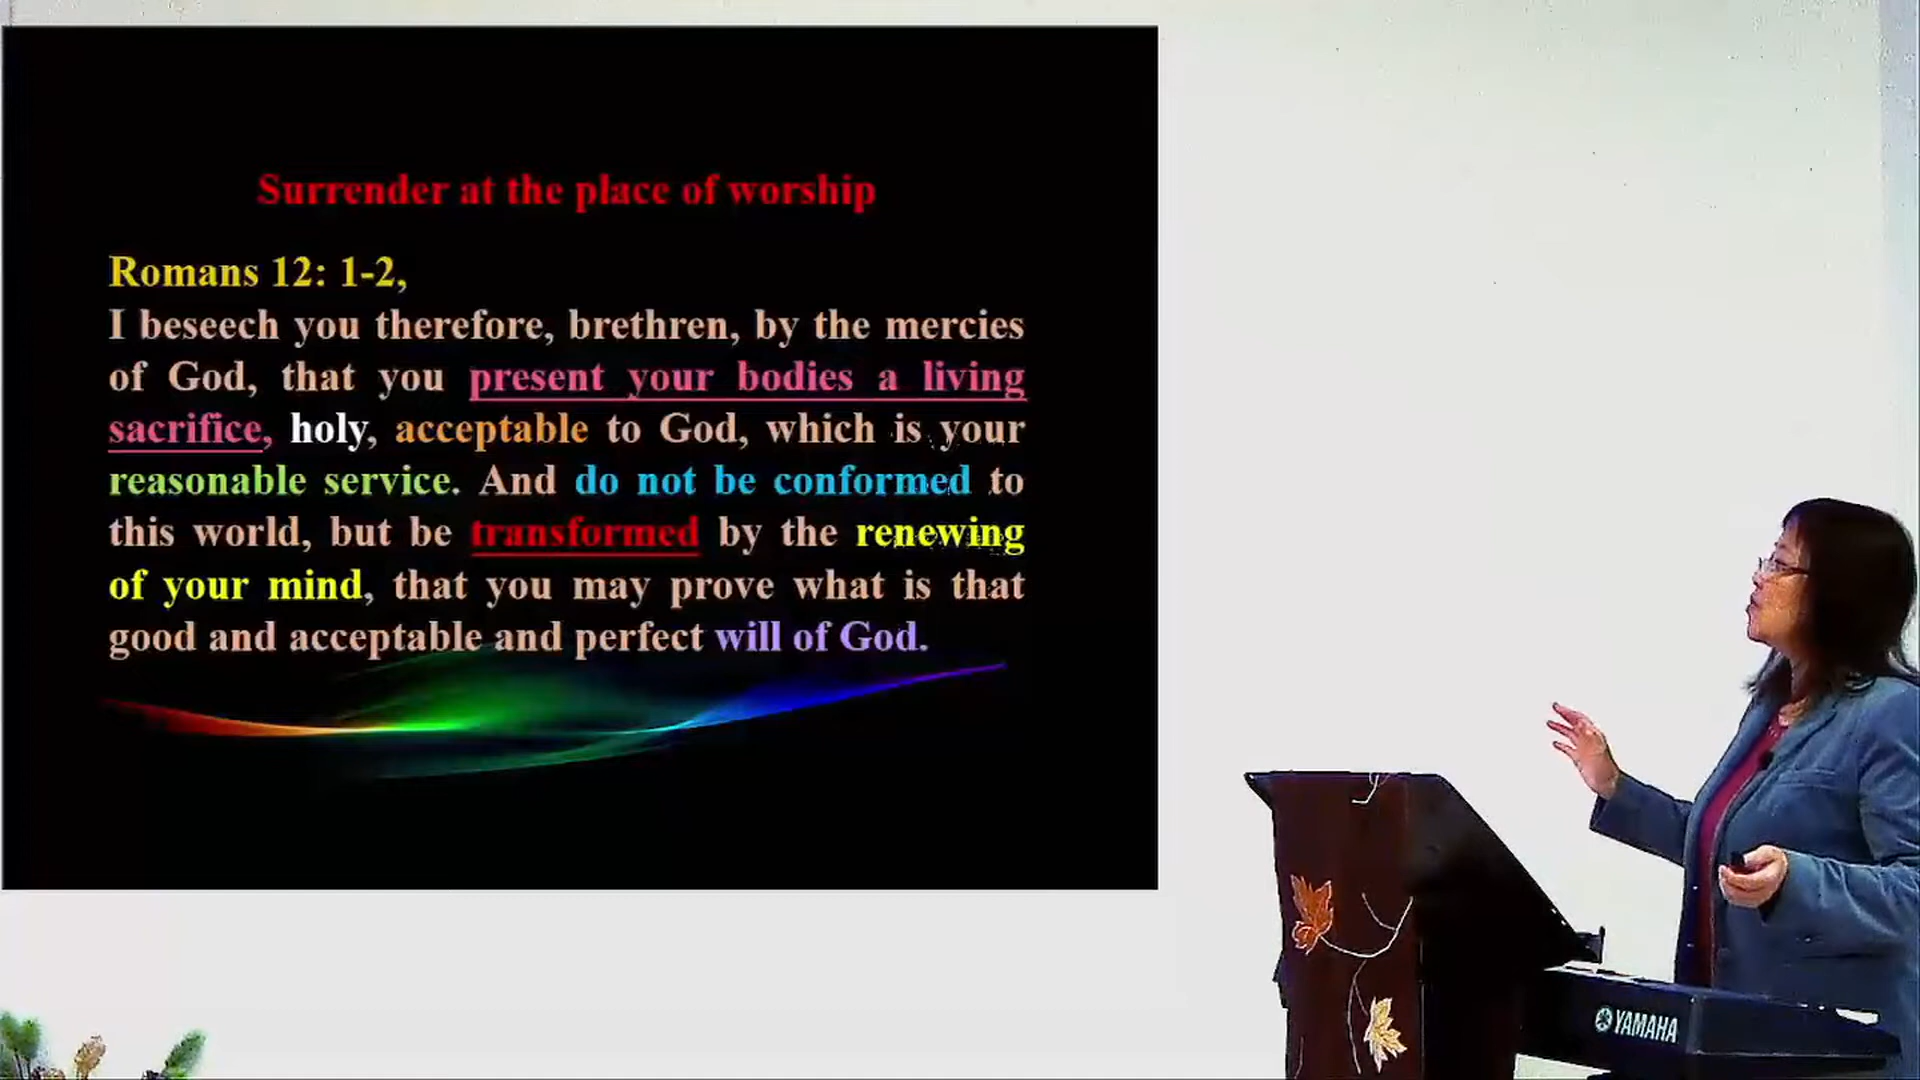 Surrender at the place of worship
Romans 12: 1-2,
I beseech you therefore, brethren, by the mercies
of God, that you present your bodies a living
sacrifice, holy, acceptable to God, which is your
reasonable service. And do not be conformed to
this world, but be transformed by the renewing
of your mind, that you may prove what is that
good and acceptable and perfect will of God.
YAMAHA